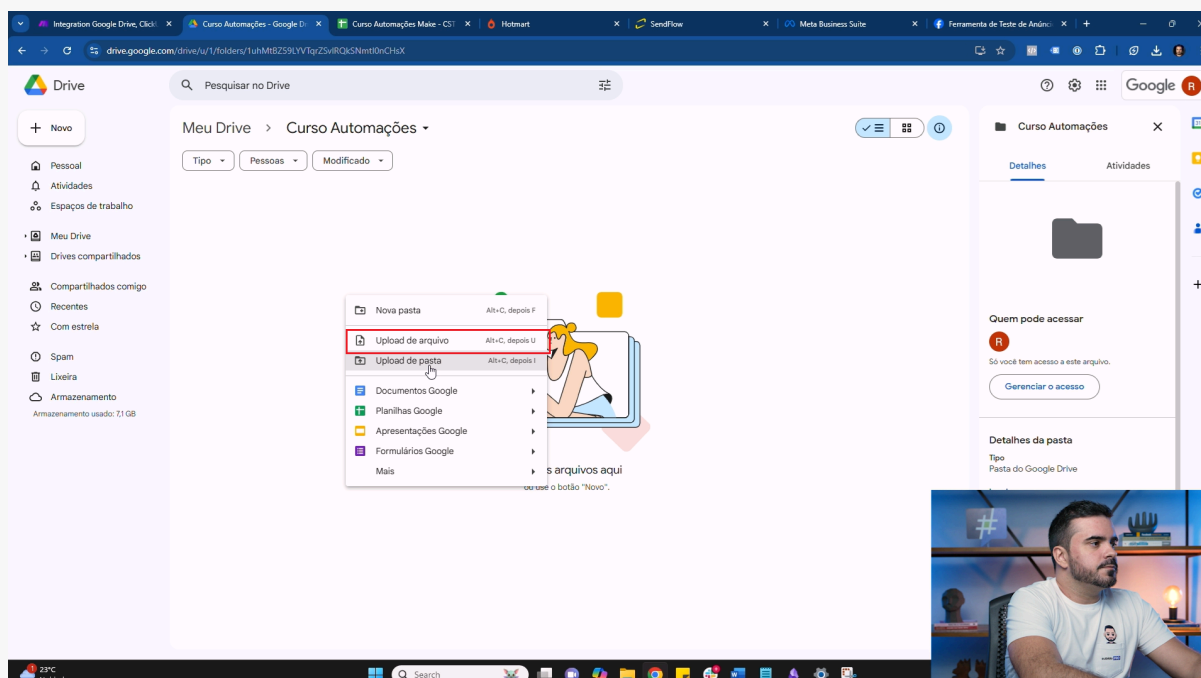 Integration Google Drive, Click
Curso Automações - Google Dr
Curso Automações Make - CST
Hotmart
SendFlow
Meta Business Suite
Ferramenta de Teste de Anúnci
drive.google.com/drive/u/1/folders/1uhMtBZS9LYVTqrZSvIRQkSNmtI0nCHsX
Drive
Pesquisar no Drive
Google
R
Novo
Meu Drive > Curso Automações
Curso Automações
Tipo
Pessoas
Modificado
Detalhes
Atividades
Pessoal
Atividades
Espaços de trabalho
Meu Drive
Drives compartilhados
Compartilhados comigo
Recentes
Com estrela
Spam
Lixeira
Armazenamento
Armazenamento usado: 7,1 GB
Nova pasta Alt+C, depois F
Upload de arquivo Alt+C, depois U
Upload de pasta Alt+C, depois I
Documentos Google
Planilhas Google
Apresentações Google
Formulários Google
Mais
s arquivos aqui
ou use o botão "Novo".
Quem pode acessar
R
Só você tem acesso a este arquivo.
Gerenciar o acesso
Detalhes da pasta
Tipo
Pasta do Google Drive
#
1
23°C
Search